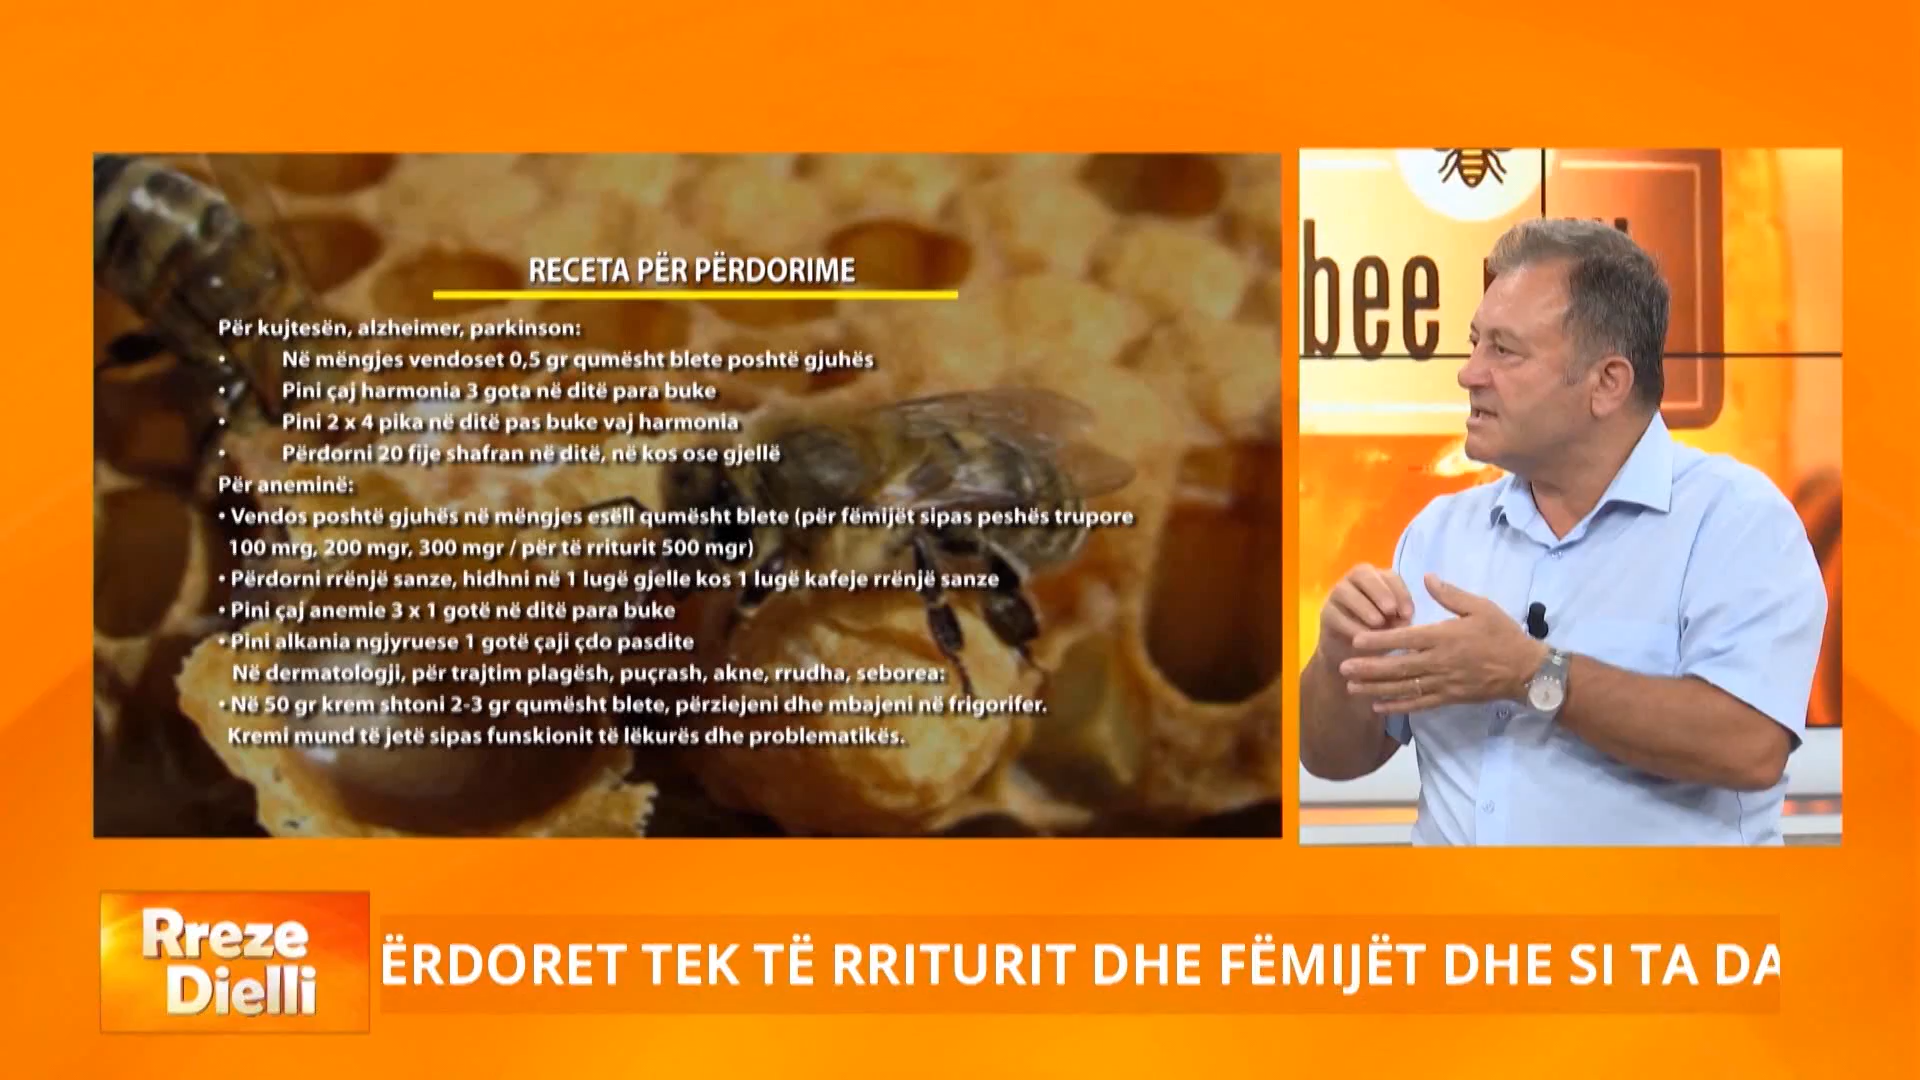 RECETA PËR PËRDORIME
Për kujtesën, alzheimer, parkinson:
• Në mëngjes vendoset 0,5 gr qumësht blete poshtë gjuhës
• Pini çaj harmonia 3 gota në ditë para buke
• Pini 2 x 4 pika në ditë pas buke vaj harmonia
• Përdorni 20 fije shafran në ditë, në kos ose gjellë
Për aneminë:
• Vendos poshtë gjuhës në mëngjes esëll qumësht blete (për fëmijët sipas peshës trupore
100 mrg, 200 mgr, 300 mgr / për të rriturit 500 mgr)
• Përdorni rrënjë sanze, hidhni në 1 lugë gjelle kos 1 lugë kafeje rrënjë sanze
• Pini çaj anemie 3 x 1 gotë në ditë para buke
• Pini alkania ngjyruese 1 gotë çaji çdo pasdite
Në dermatologji, për trajtim plagësh, puçrash, akne, rrudha, seborea:
• Në 50 gr krem shtoni 2-3 gr qumësht blete, përziejeni dhe mbajeni në frigorifer.
Kremi mund të jetë sipas funskionit të lëkurës dhe problematikës.
bee
Rreze
Dielli
ËRDORET TEK TË RRITURIT DHE FËMIJËT DHE SI TA DA